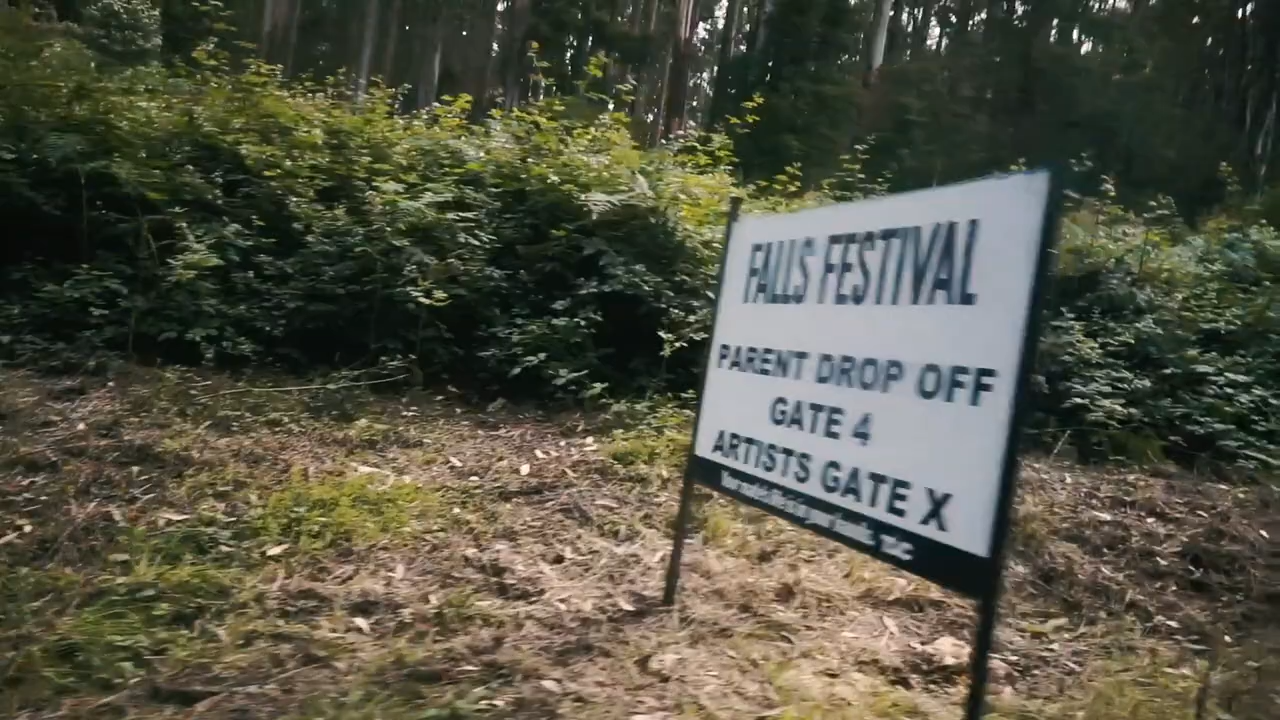 FALLS FESTIVAL
PARENT DROP OFF
GATE 4
ARTISTS GATE X